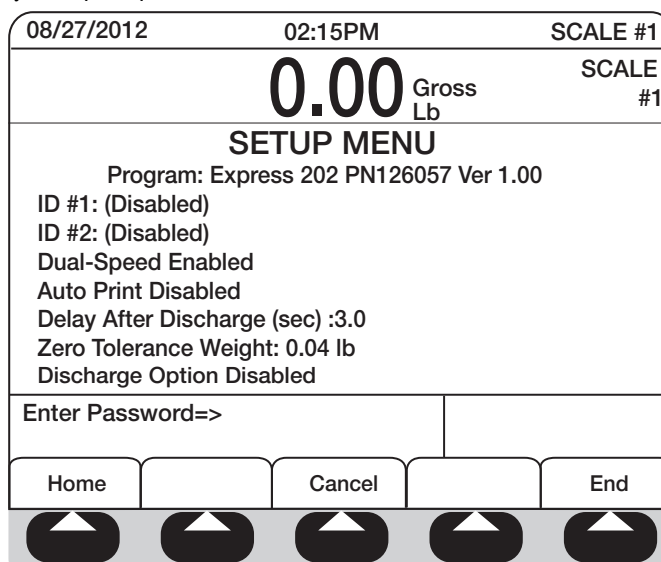 08/27/2012 02:15PM SCALE #1
0.00 Gross Lb
SCALE #1
SETUP MENU
Program: Express 202 PN126057 Ver 1.00
ID #1: (Disabled)
ID #2: (Disabled)
Dual-Speed Enabled
Auto Print Disabled
Delay After Discharge (sec) :3.0
Zero Tolerance Weight: 0.04 lb
Discharge Option Disabled
Enter Password=>
Home Cancel End